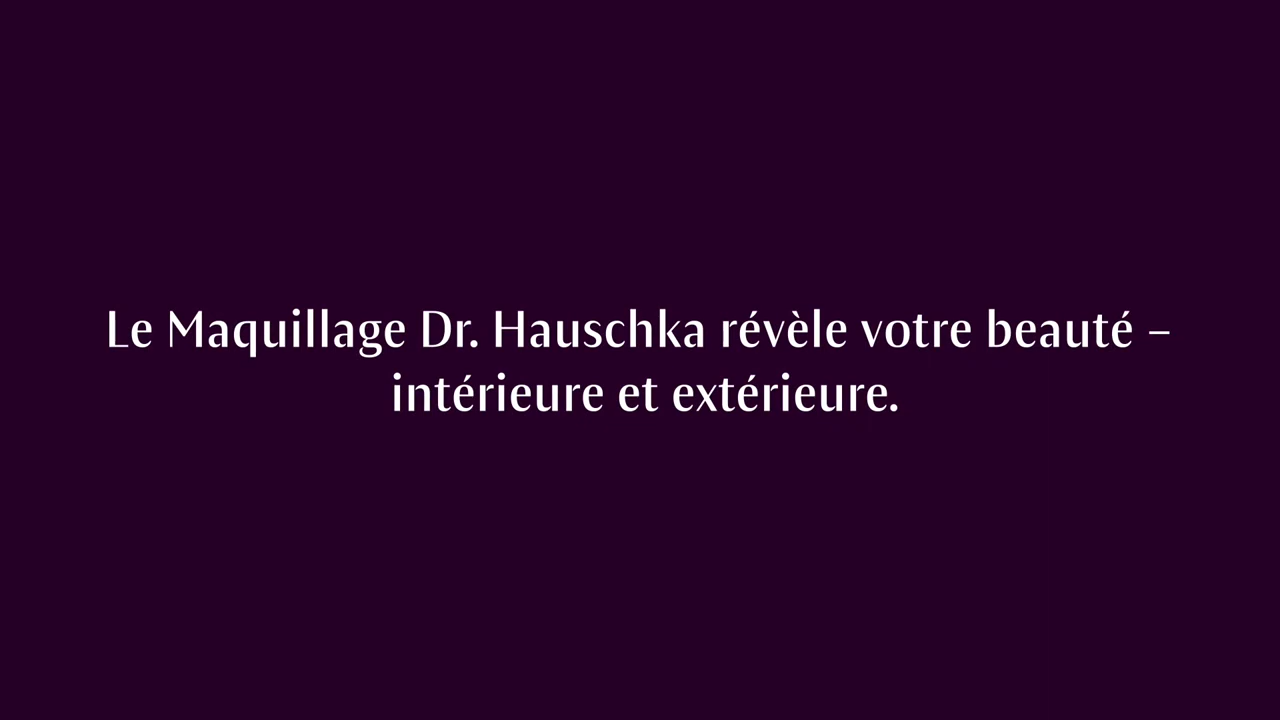 Le Maquillage Dr. Hauschka révèle votre beauté –
intérieure et extérieure.